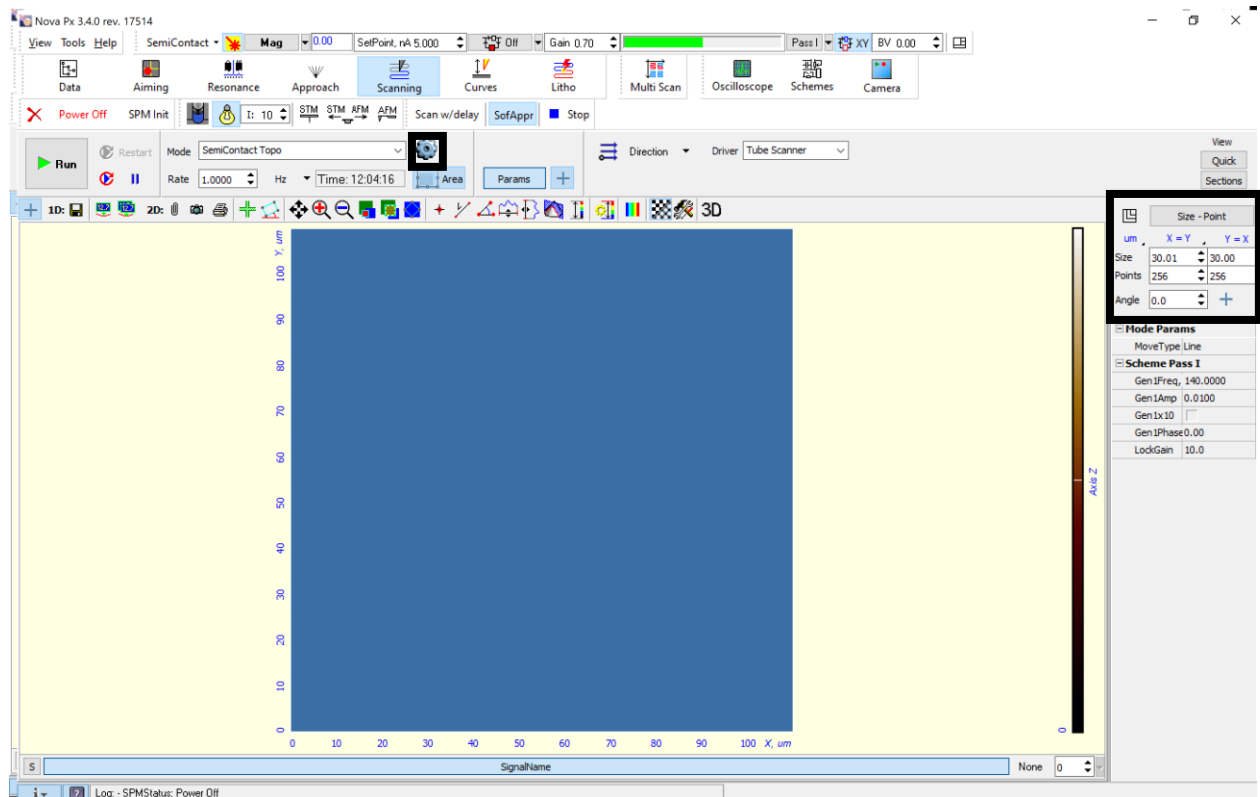 Nova Px 3.4.0 rev. 17514
View Tools Help SemiContact Mag 0.00 SetPoint, nA 5.000 Off Gain 0.70 Pass I XY BV 0.00
Data Aiming Resonance Approach Scanning Curves Litho Multi Scan Oscilloscope Schemes Camera
Power Off SPM Init I: 10 STM STM AFM AFM Scan w/delay SofAppr Stop
Run Restart Mode SemiContact Topo Direction Driver Tube Scanner View
Quick
Rate 1.0000 Hz Time: 12:04:16 Area Params Sections
1D: 2D: 3D
Size - Point
um X = Y Y = X
Size 30.01 30.00
Points 256 256
Angle 0.0
Mode Params
MoveType Line
Scheme Pass I
Gen1Freq, 140.0000
Gen1Amp 0.0100
Gen1x10
Gen1Phase 0.00
LockGain 10.0
Y, um
100
90
80
70
60
50
40
30
20
10
0
0 10 20 30 40 50 60 70 80 90 100 X, um
Axis Z
0
S SignalName None 0
i ? Log: - SPMStatus: Power Off